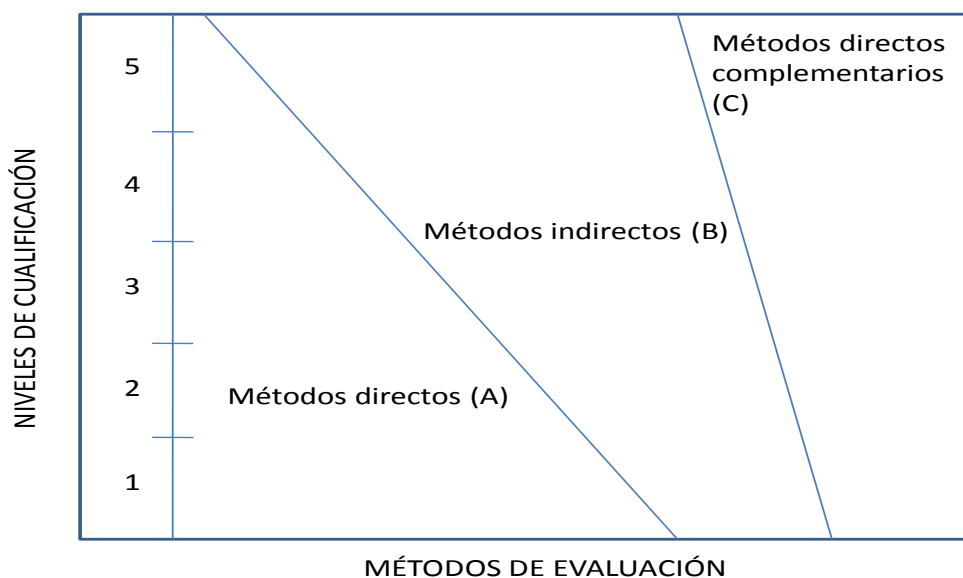 NIVELES DE CUALIFICACIÓN
5
4
3
2
1
Métodos directos
complementarios
(C)
Métodos indirectos (B)
Métodos directos (A)
MÉTODOS DE EVALUACIÓN